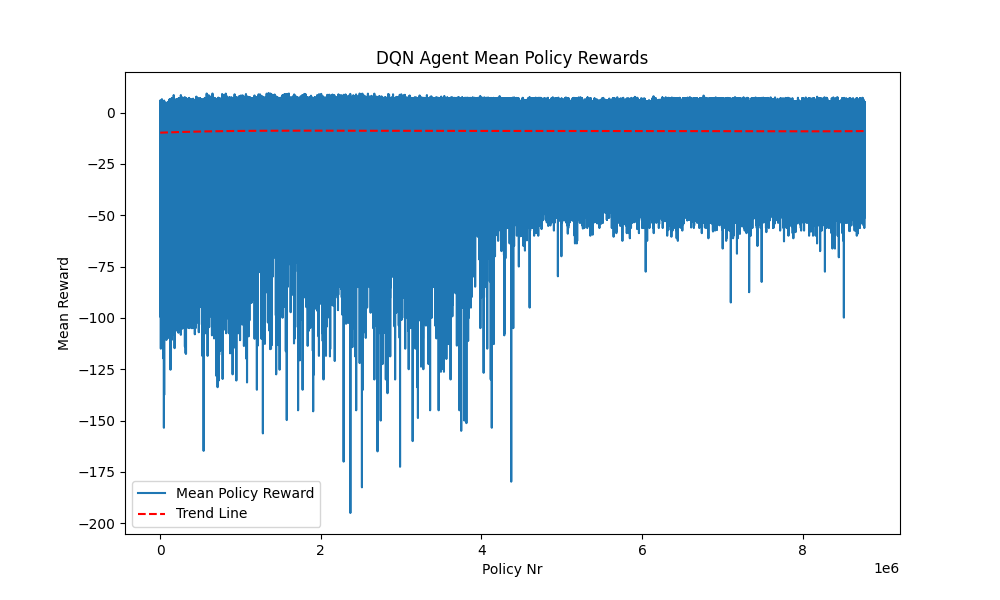 DQN Agent Mean Policy Rewards
Mean Reward
0
−25
−50
−75
−100
−125
−150
−175
−200
Mean Policy Reward
Trend Line
0
2
4
6
8
1e6
Policy Nr